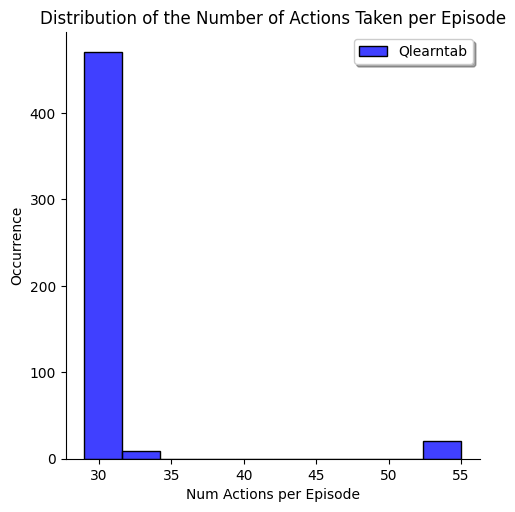 Distribution of the Number of Actions Taken per Episode
Qlearntab
Occurrence
400
300
200
100
0
30 35 40 45 50 55
Num Actions per Episode